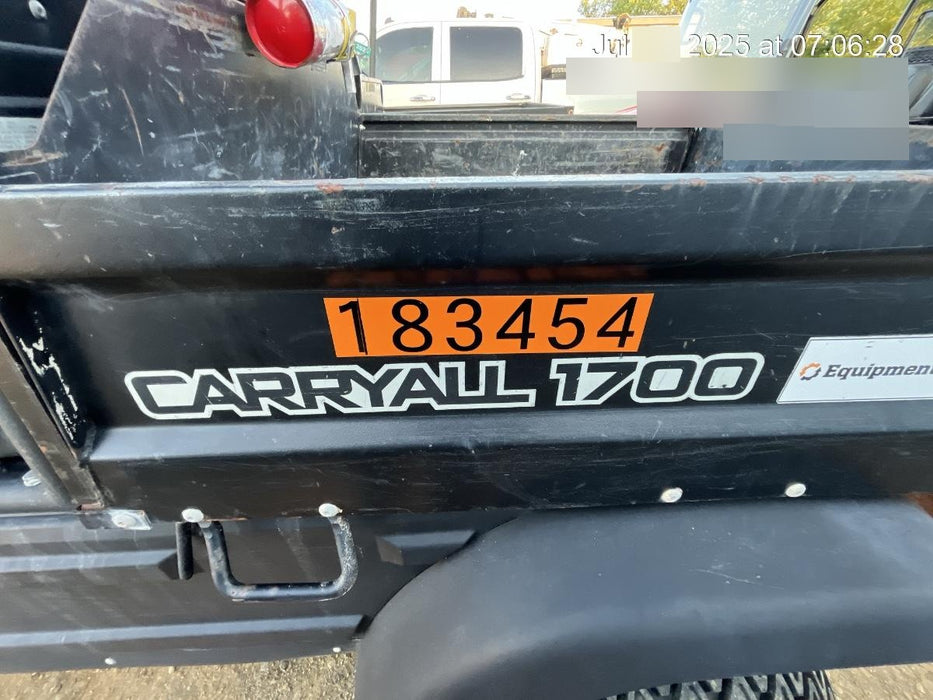 Jul 2025 at 07:06:28
183454
CARRYALL 1700
Equipment